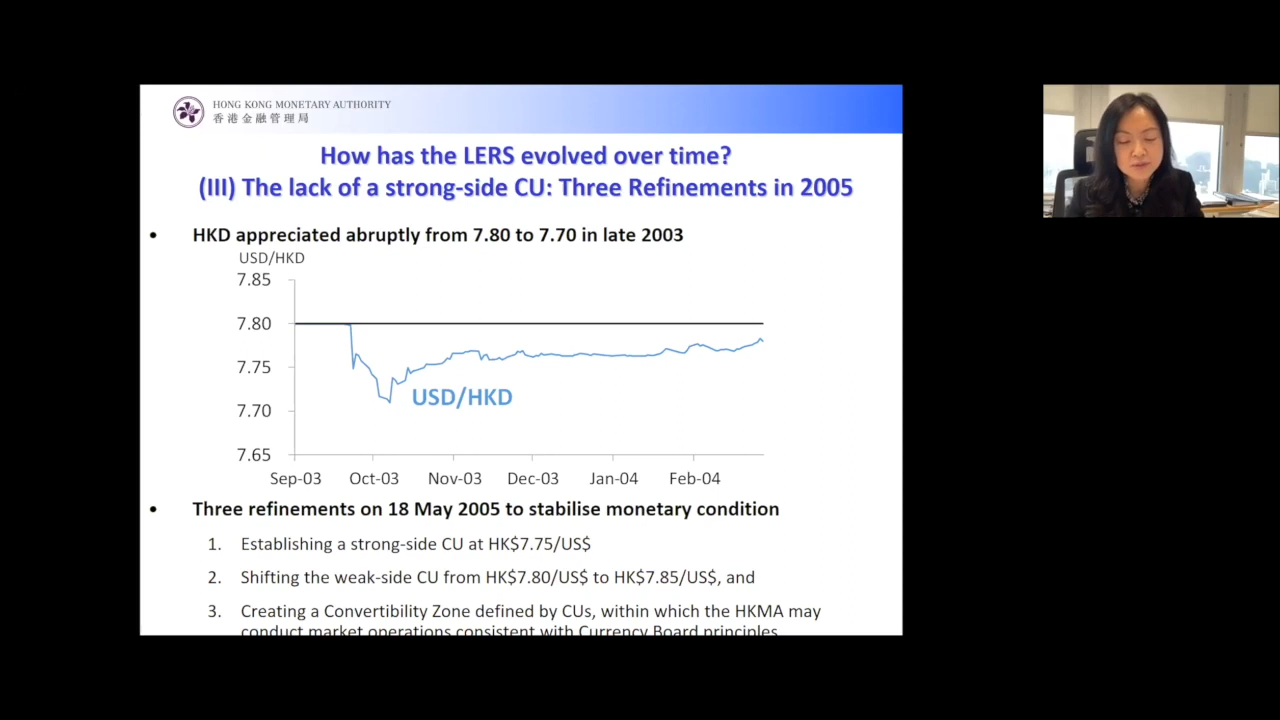 HONG KONG MONETARY AUTHORITY
香港金融管理局
How has the LERS evolved over time?
(III) The lack of a strong-side CU: Three Refinements in 2005
• HKD appreciated abruptly from 7.80 to 7.70 in late 2003
USD/HKD
7.85
7.80
7.75
7.70
7.65
USD/HKD
Sep-03 Oct-03 Nov-03 Dec-03 Jan-04 Feb-04
• Three refinements on 18 May 2005 to stabilise monetary condition
1. Establishing a strong-side CU at HK$7.75/US$
2. Shifting the weak-side CU from HK$7.80/US$ to HK$7.85/US$, and
3. Creating a Convertibility Zone defined by CUs, within which the HKMA may
conduct market operations consistent with Currency Board principles